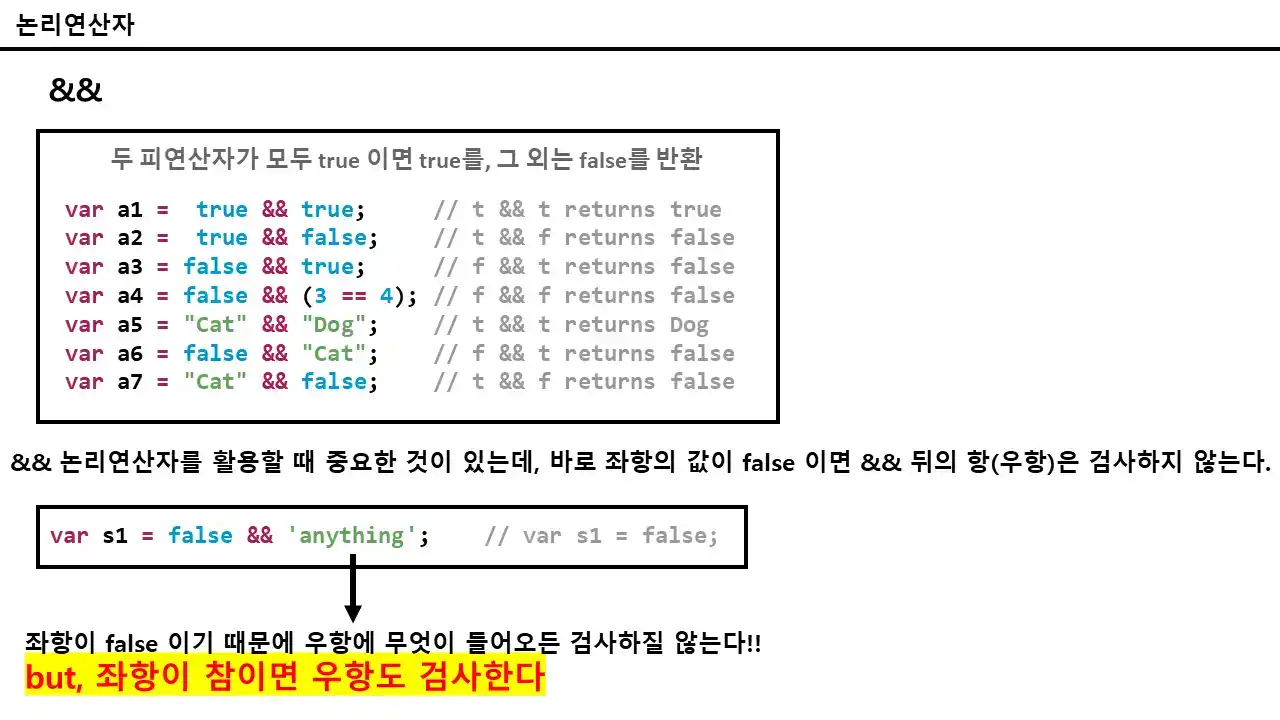 논리연산자
&&
두 피연산자가 모두 true 이면 true를, 그 외는 false를 반환
var a1 =  true && true;     // t && t returns true
var a2 =  true && false;    // t && f returns false
var a3 = false && true;     // f && t returns false
var a4 = false && (3 == 4); // f && f returns false
var a5 = "Cat" && "Dog";    // t && t returns Dog
var a6 = false && "Cat";    // f && t returns false
var a7 = "Cat" && false;    // t && f returns false
&& 논리연산자를 활용할 때 중요한 것이 있는데, 바로 좌항의 값이 false 이면 && 뒤의 항(우항)은 검사하지 않는다.
var s1 = false && 'anything';    // var s1 = false;
좌항이 false 이기 때문에 우항에 무엇이 들어오든 검사하질 않는다!!
but, 좌항이 참이면 우항도 검사한다